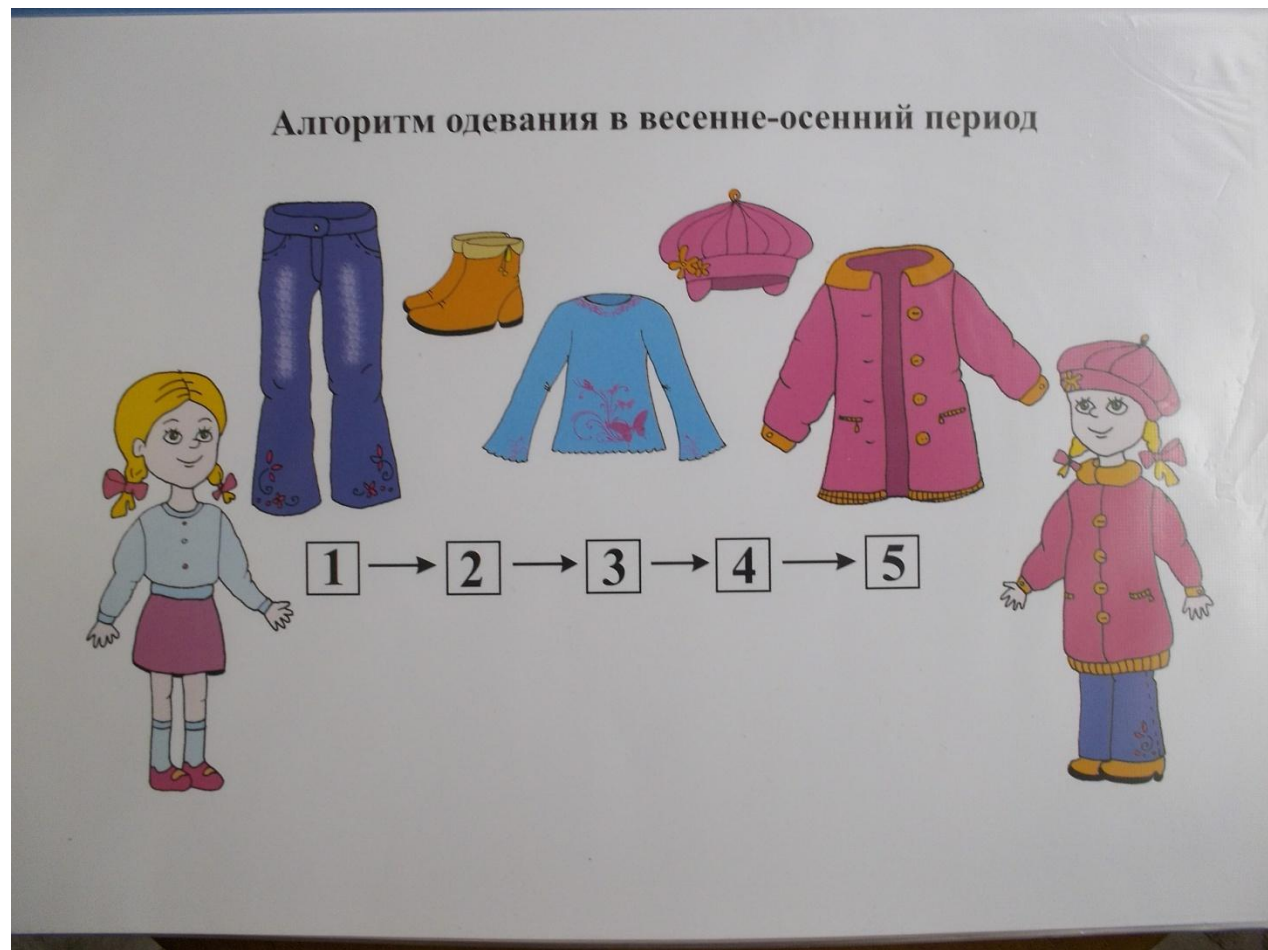 Алгоритм одевания в весенне-осенний период
1 → 2 → 3 → 4 → 5